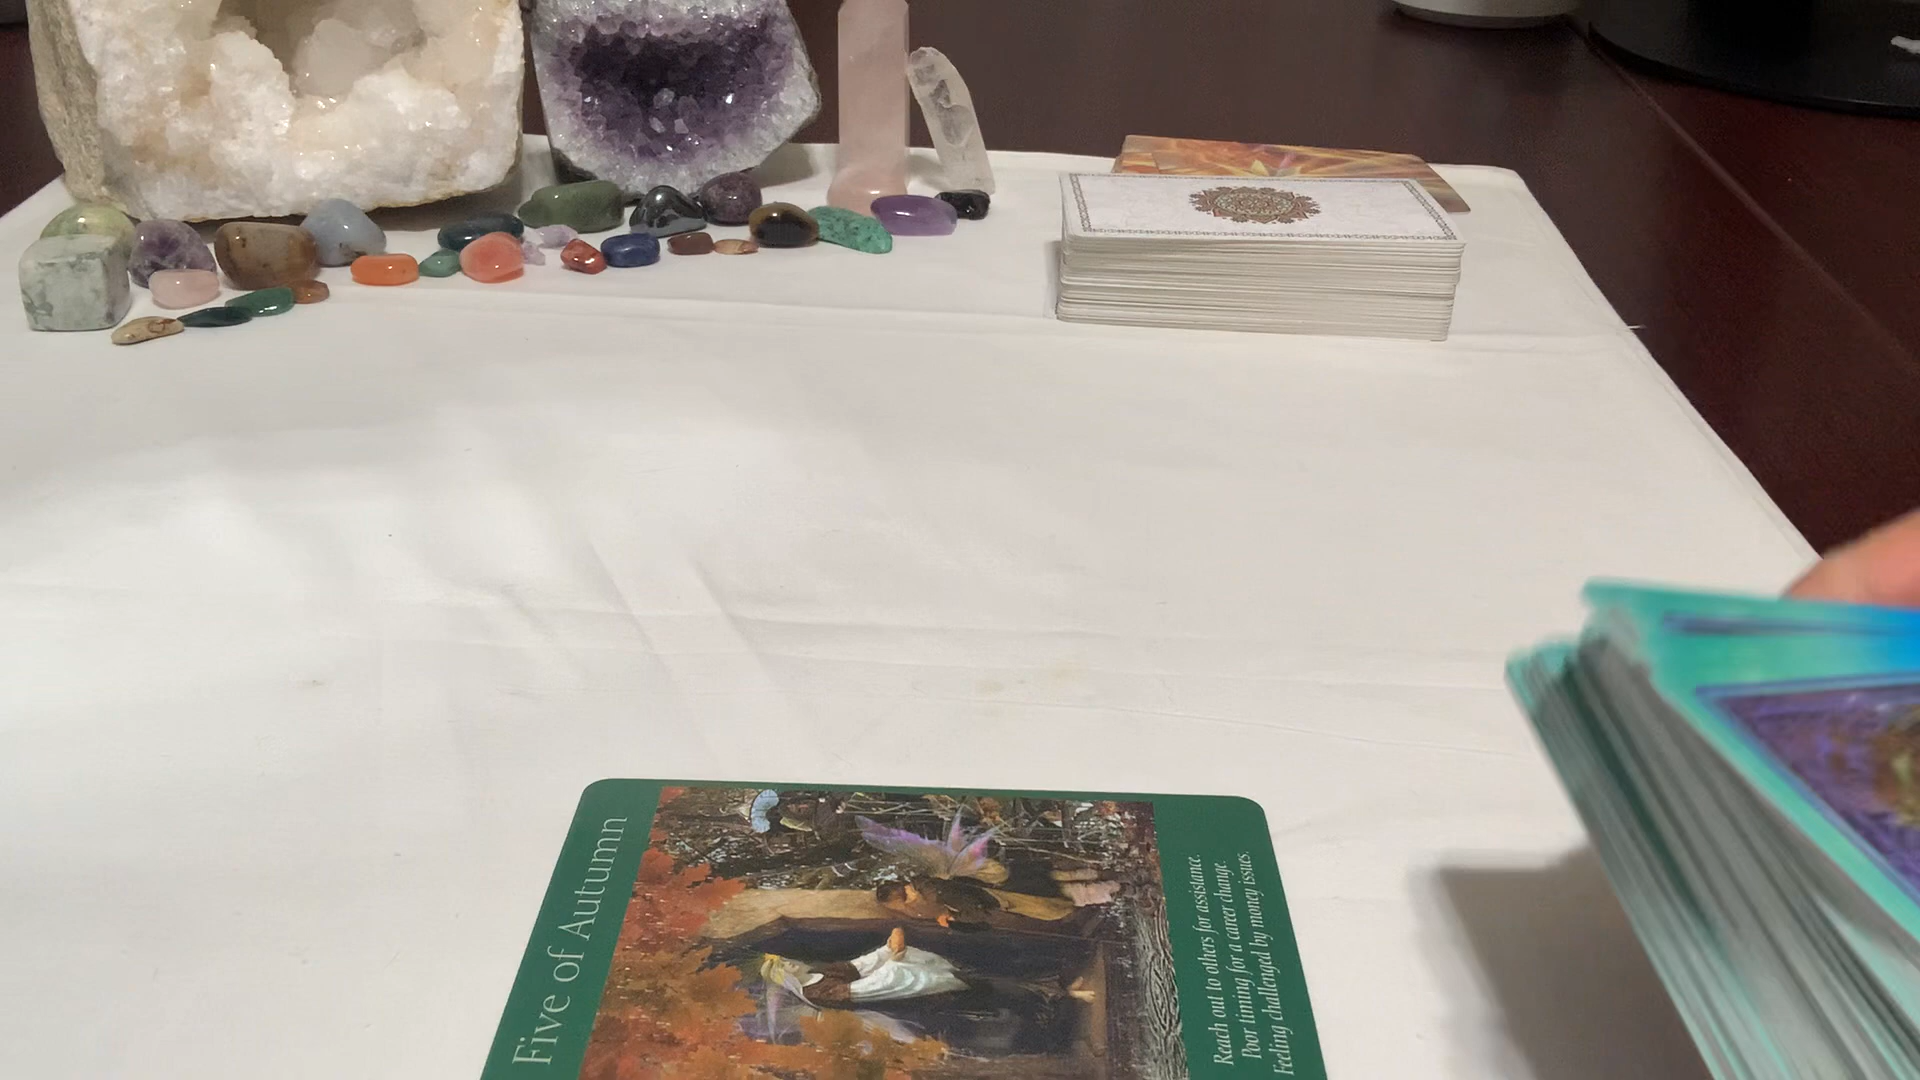 Five of Autumn
Reach out to others for assistance.
Poor timing for a career change.
Feeling challenged by money issues.